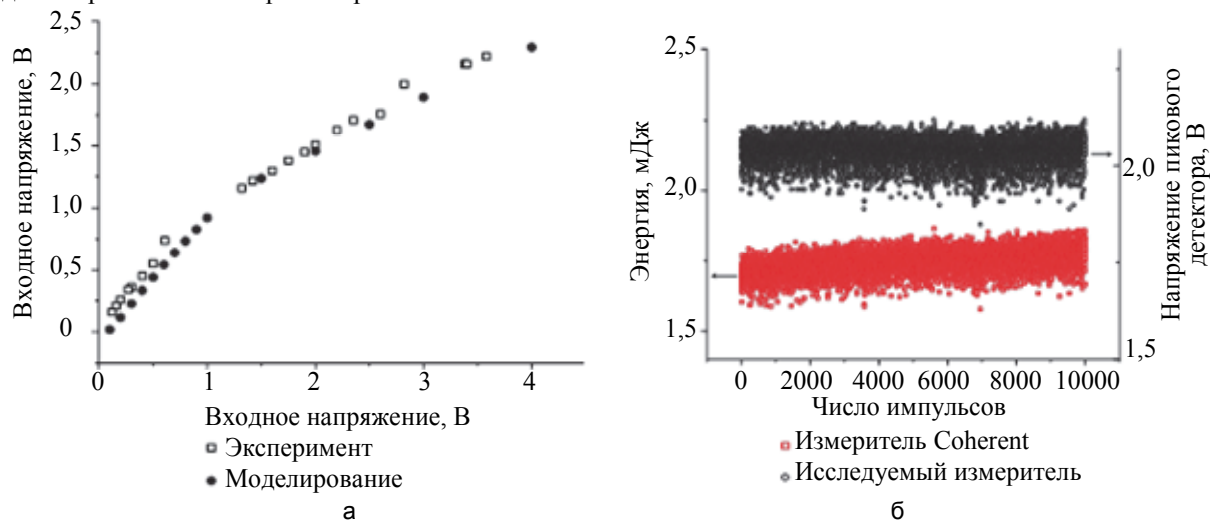 2,5
2,0
1,5
1,0
0,5
0
Входное напряжение, В
0 1 2 3 4
Входное напряжение, В
Эксперимент
Моделирование
а
2,5
2,0
1,5
Энергия, мДж
2,0
1,5
Напряжение пикового
детектора, В
0 2000 4000 6000 8000 10000
Число импульсов
Измеритель Coherent
Исследуемый измеритель
б